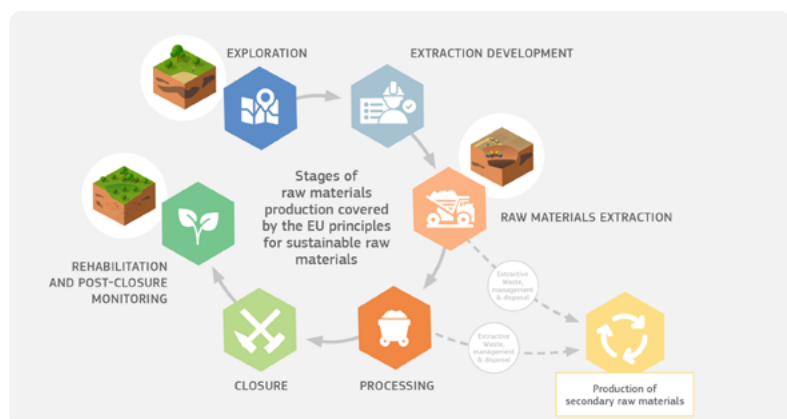 EXPLORATION
EXTRACTION DEVELOPMENT
Stages of
raw materials
production covered
by the EU principles
for sustainable raw
materials
RAW MATERIALS EXTRACTION
REHABILITATION
AND POST-CLOSURE
MONITORING
Extractive
Waste,
management
& disposal
Extractive
Waste,
management
& disposal
CLOSURE
PROCESSING
Production of
secondary raw materials